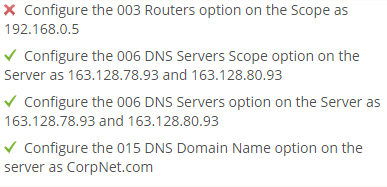 Configure the 003 Routers option on the Scope as
192.168.0.5
Configure the 006 DNS Servers Scope option on the
Server as 163.128.78.93 and 163.128.80.93
Configure the 006 DNS Servers option on the Server as
163.128.78.93 and 163.128.80.93
Configure the 015 DNS Domain Name option on the
server as CorpNet.com